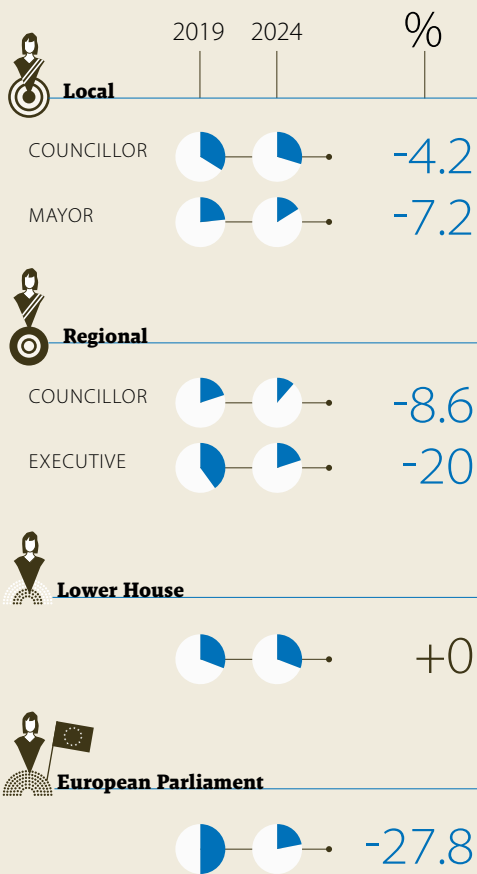 2019 2024 %
Local
COUNCILLOR -4.2
MAYOR -7.2
Regional
COUNCILLOR -8.6
EXECUTIVE -20
Lower House
+0
European Parliament
-27.8